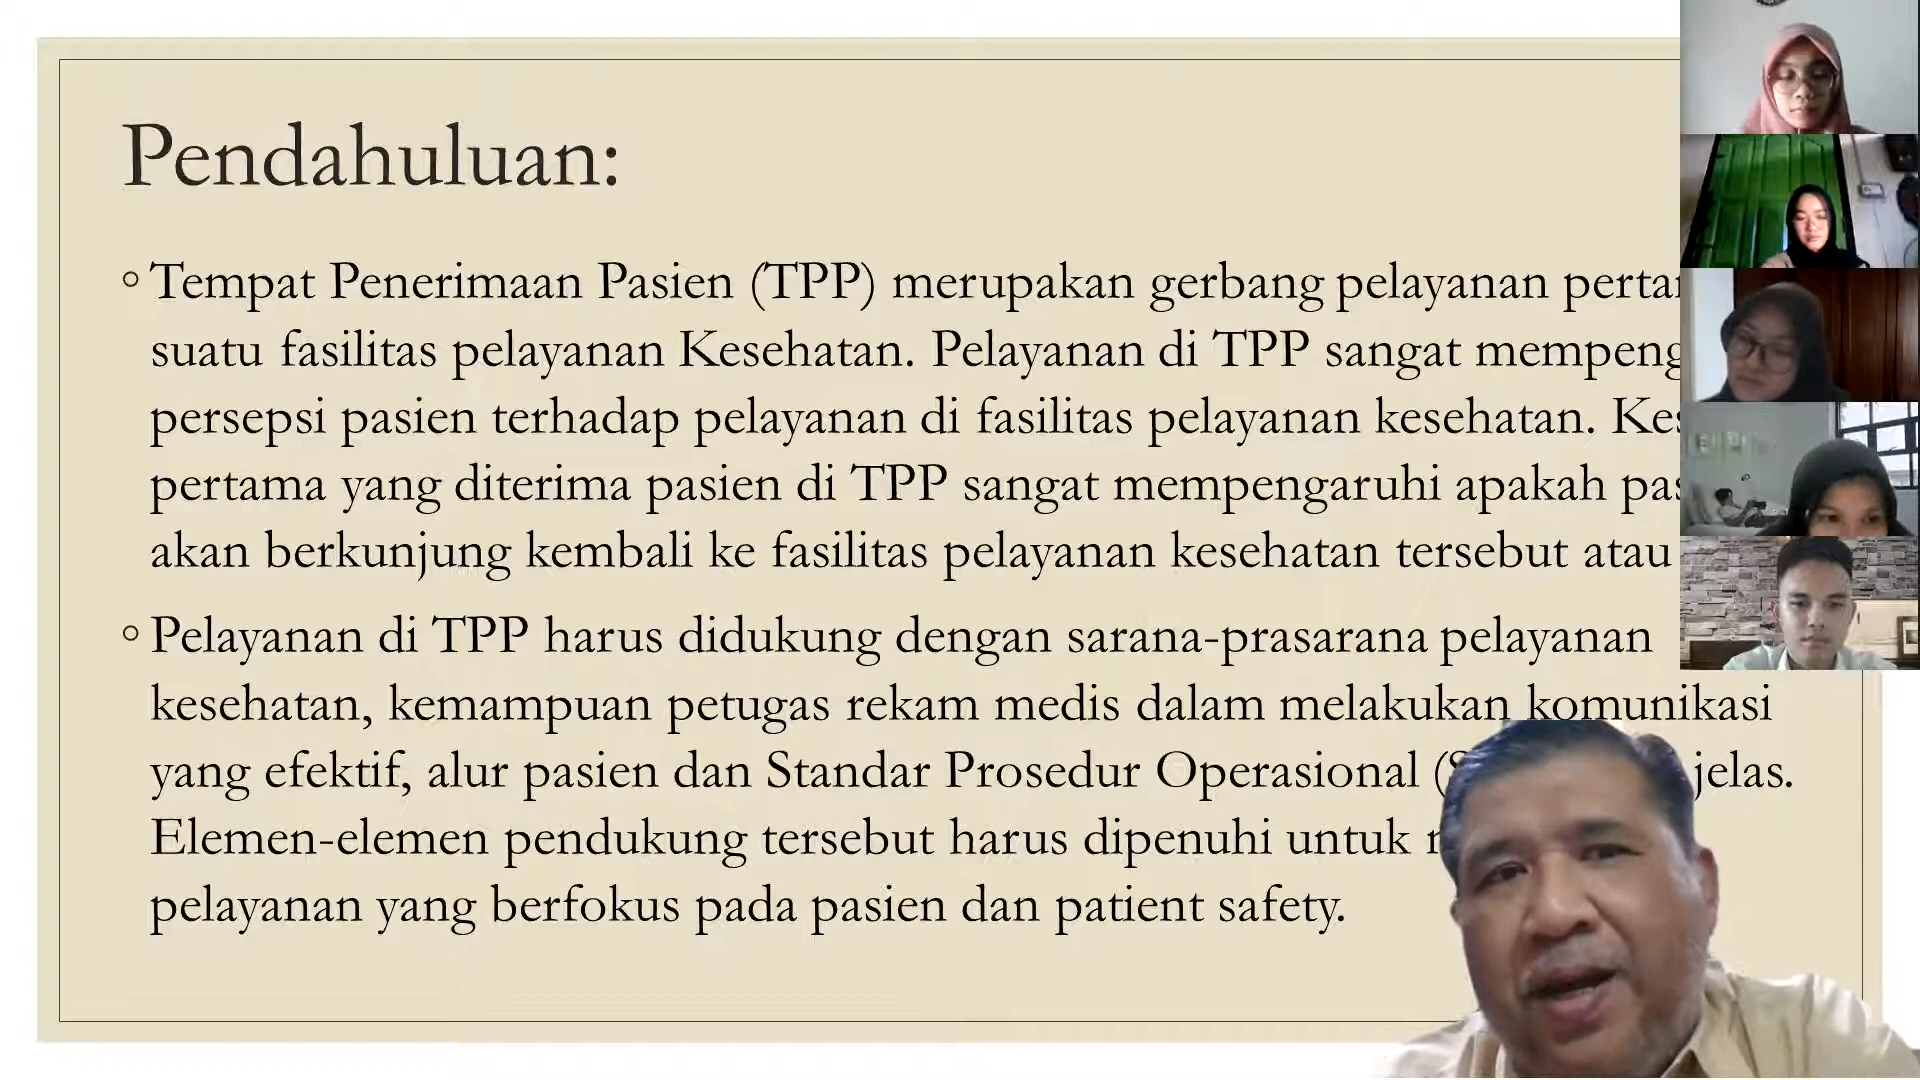 Pendahuluan:
◦ Tempat Penerimaan Pasien (TPP) merupakan gerbang pelayanan
suatu fasilitas pelayanan Kesehatan. Pelayanan di TPP sangat
persepsi pasien terhadap pelayanan di fasilitas pelayanan kesehatan.
pertama yang diterima pasien di TPP sangat mempengaruhi apakah
akan berkunjung kembali ke fasilitas pelayanan kesehatan tersebut atau
◦ Pelayanan di TPP harus didukung dengan sarana-prasarana pelayanan
kesehatan, kemampuan petugas rekam medis dalam melakukan komunikasi
yang efektif, alur pasien dan Standar Prosedur Operasional jelas.
Elemen-elemen pendukung tersebut harus dipenuhi untuk
pelayanan yang berfokus pada pasien dan patient safety.